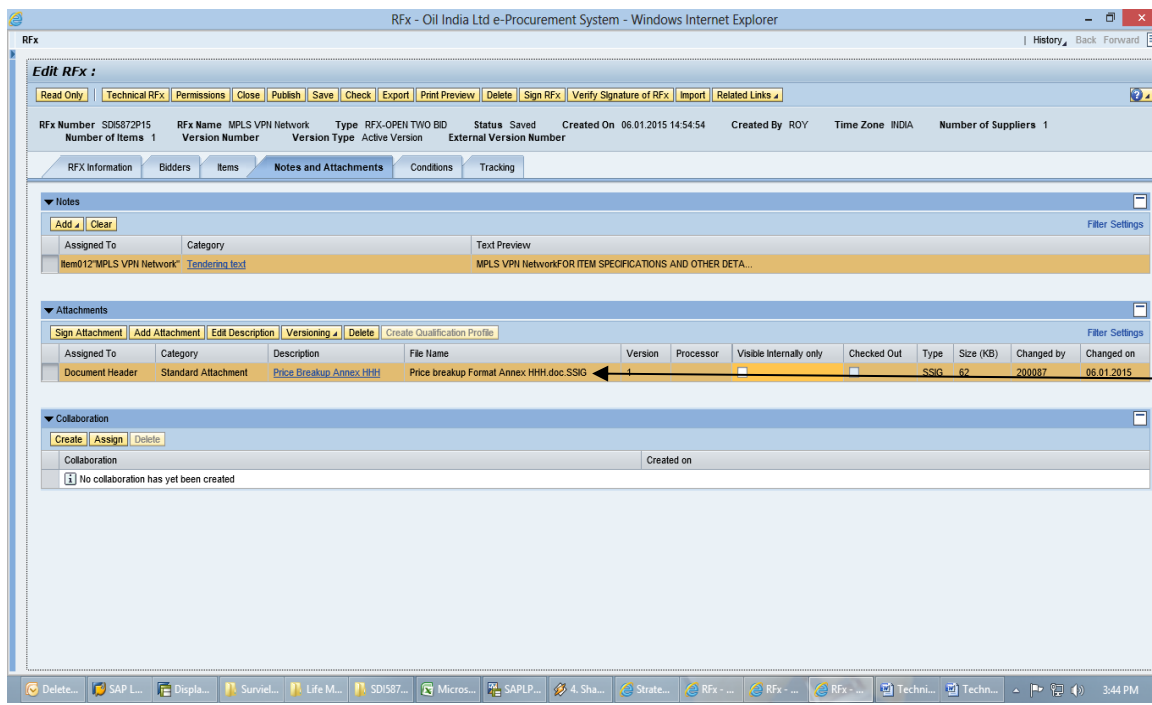 RFx - Oil India Ltd e-Procurement System - Windows Internet Explorer
RFx | History Back Forward
Edit RFx :
Read Only | Technical RFx Permissions Close Publish Save Check Export Print Preview Delete Sign RFx Verify Signature of RFx Import Related Links
RFx Number SDI5872P15 RFx Name MPLS VPN Network Type RFX-OPEN TWO BID Status Saved Created On 06.01.2015 14:54:54 Created By ROY Time Zone INDIA Number of Suppliers 1
Number of Items 1 Version Number Version Type Active Version External Version Number
RFX Information Bidders Items Notes and Attachments Conditions Tracking
Notes
Add Clear Filter Settings
Assigned To Category Text Preview
Item012"MPLS VPN Network" Tendering text MPLS VPN NetworkFOR ITEM SPECIFICATIONS AND OTHER DETA...
Attachments
Sign Attachment Add Attachment Edit Description Versioning Delete Create Qualification Profile Filter Settings
Assigned To Category Description File Name Version Processor Visible Internally only Checked Out Type Size (KB) Changed by Changed on
Document Header Standard Attachment Price Breakup Annex HHH Price breakup Format Annex HHH.doc.SSIG 1 SSIG 62 200087 06.01.2015
Collaboration
Create Assign Delete
Collaboration Created on
No collaboration has yet been created
Delete... SAP L... Displa... Surviel... Life M... SDI587... Micros... SAPLP... 4. Sha... Strate... RFx - ... RFx - ... RFx - ... Techni... Techn... 3:44 PM